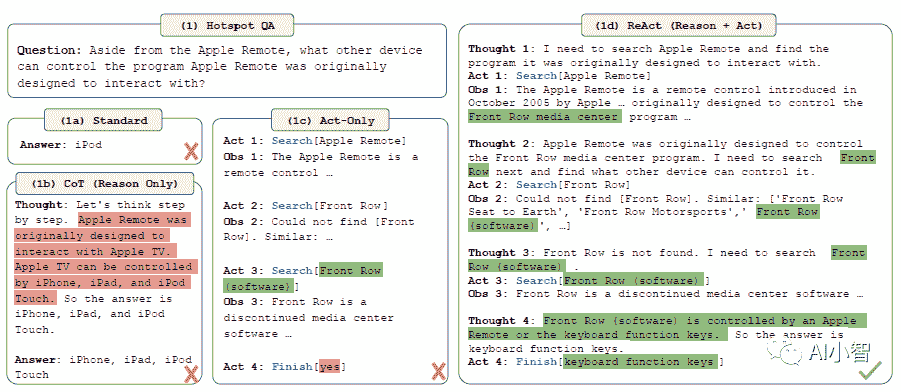 (1) Hotspot QA
Question: Aside from the Apple Remote, what other device
can control the program Apple Remote was originally
designed to interact with?
(1a) Standard
Answer: iPod
(1b) CoT (Reason Only)
Thought: Let's think step
by step. Apple Remote was
originally designed to
interact with Apple TV.
Apple TV can be controlled
by iPhone, iPad, and iPod
Touch. So the answer is
iPhone, iPad, and iPod
Touch.
Answer: iPhone, iPad, iPod
Touch
(1c) Act-Only
Act 1: Search[Apple Remote]
Obs 1: The Apple Remote is a
remote control …
Act 2: Search[Front Row]
Obs 2: Could not find [Front
Row]. Similar: …
Act 3: Search[Front Row
(software)]
Obs 3: Front Row is a
discontinued media center
software …
Act 4: Finish[yes]
(1d) ReAct (Reason + Act)
Thought 1: I need to search Apple Remote and find the
program it was originally designed to interact with.
Act 1: Search[Apple Remote]
Obs 1: The Apple Remote is a remote control introduced in
October 2005 by Apple … originally designed to control the
Front Row media center program …
Thought 2: Apple Remote was originally designed to control
the Front Row media center program. I need to search Front
Row next and find what other device can control it.
Act 2: Search[Front Row]
Obs 2: Could not find [Front Row]. Similar: ['Front Row
Seat to Earth', 'Front Row Motorsports',' Front Row
(software)', …]
Thought 3: Front Row is not found. I need to search Front
Row (software) .
Act 3: Search[Front Row (software)]
Obs 3: Front Row is a discontinued media center software …
Thought 4: Front Row (software) is controlled by an Apple
Remote or the keyboard function keys. So the answer is
keyboard function keys.
Act 4: Finish[keyboard function keys ]
AI小智